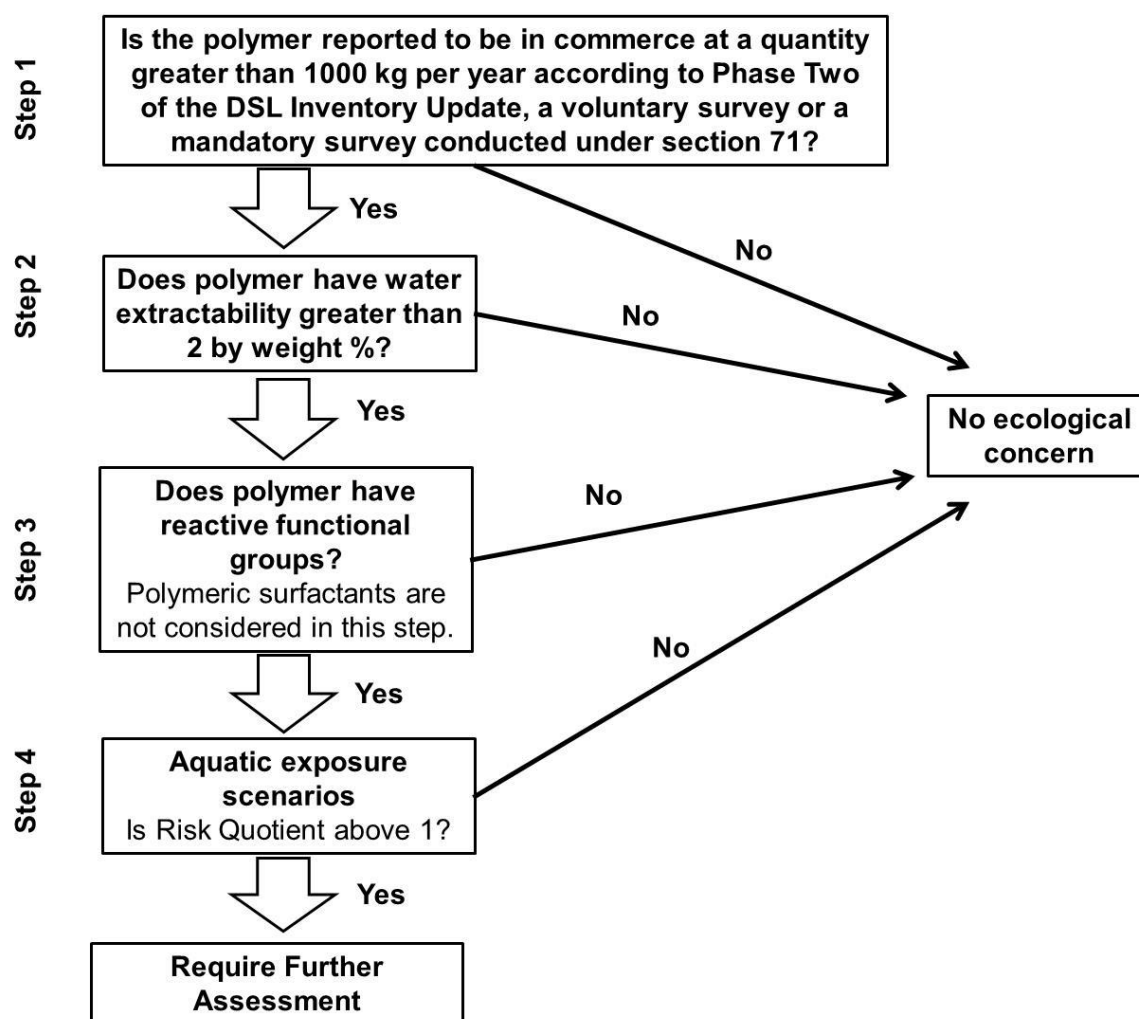 Step 1
Is the polymer reported to be in commerce at a quantity
greater than 1000 kg per year according to Phase Two
of the DSL Inventory Update, a voluntary survey or a
mandatory survey conducted under section 71?
Yes
No
Step 2
Does polymer have water
extractability greater than
2 by weight %?
No
Yes
No ecological
concern
Step 3
Does polymer have
reactive functional
groups?
Polymeric surfactants are
not considered in this step.
No
Yes
No
Step 4
Aquatic exposure
scenarios
Is Risk Quotient above 1?
Yes
Require Further
Assessment